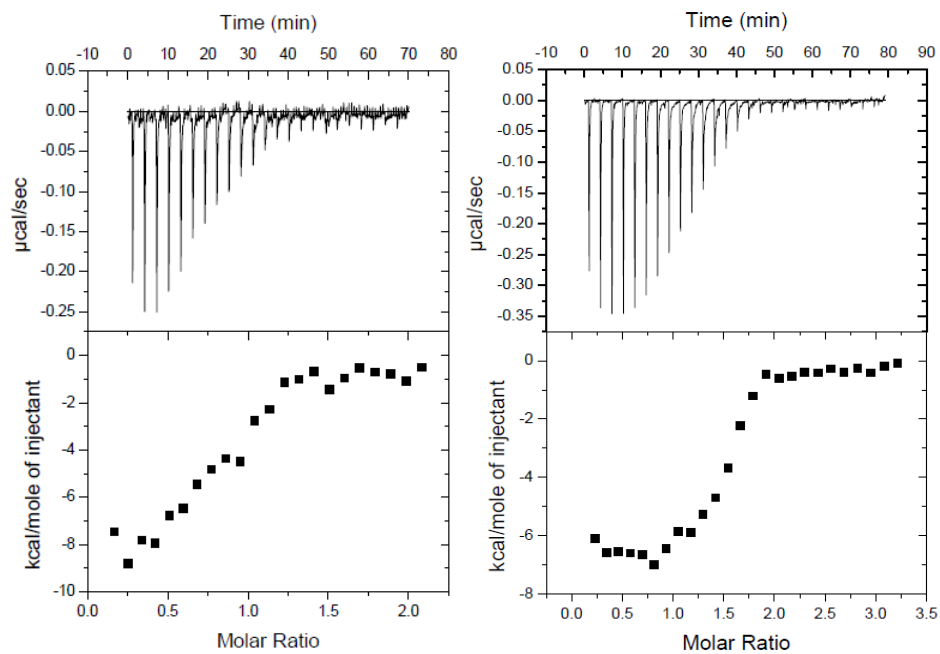 Time (min)
-10 0 10 20 30 40 50 60 70 80
0.05
0.00
-0.05
-0.10
-0.15
-0.20
-0.25
µcal/sec
0
-2
-4
-6
-8
-10
kcal/mole of injectant
0.0 0.5 1.0 1.5 2.0
Molar Ratio
Time (min)
-10 0 10 20 30 40 50 60 70 80 90
0.05
0.00
-0.05
-0.10
-0.15
-0.20
-0.25
-0.30
-0.35
µcal/sec
0
-2
-4
-6
-8
kcal/mole of injectant
0.0 0.5 1.0 1.5 2.0 2.5 3.0 3.5
Molar Ratio